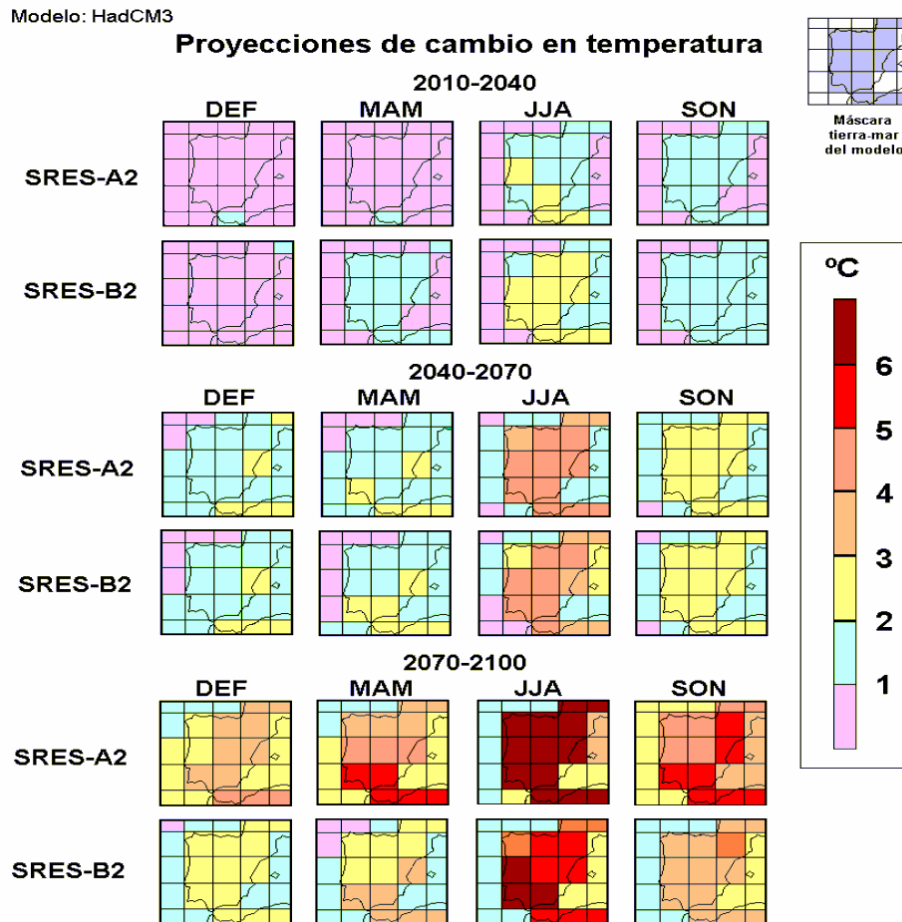 Modelo: HadCM3
Proyecciones de cambio en temperatura
Máscara
tierra-mar
del modelo
2010-2040
DEF MAM JJA SON
SRES-A2
SRES-B2
2040-2070
DEF MAM JJA SON
SRES-A2
SRES-B2
2070-2100
DEF MAM JJA SON
SRES-A2
SRES-B2
ºC
6
5
4
3
2
1